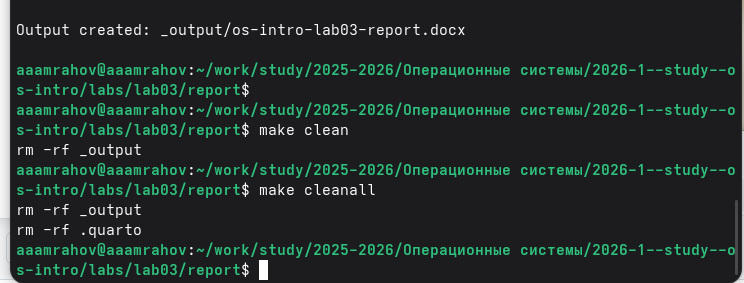 Output created: _output/os-intro-lab03-report.docx
aaamrahov@aaamrahov:~/work/study/2025-2026/Операционные системы/2026-1--study--o
s-intro/labs/lab03/report$
aaamrahov@aaamrahov:~/work/study/2025-2026/Операционные системы/2026-1--study--o
s-intro/labs/lab03/report$ make clean
rm -rf _output
aaamrahov@aaamrahov:~/work/study/2025-2026/Операционные системы/2026-1--study--o
s-intro/labs/lab03/report$ make cleanall
rm -rf _output
rm -rf .quarto
aaamrahov@aaamrahov:~/work/study/2025-2026/Операционные системы/2026-1--study--o
s-intro/labs/lab03/report$